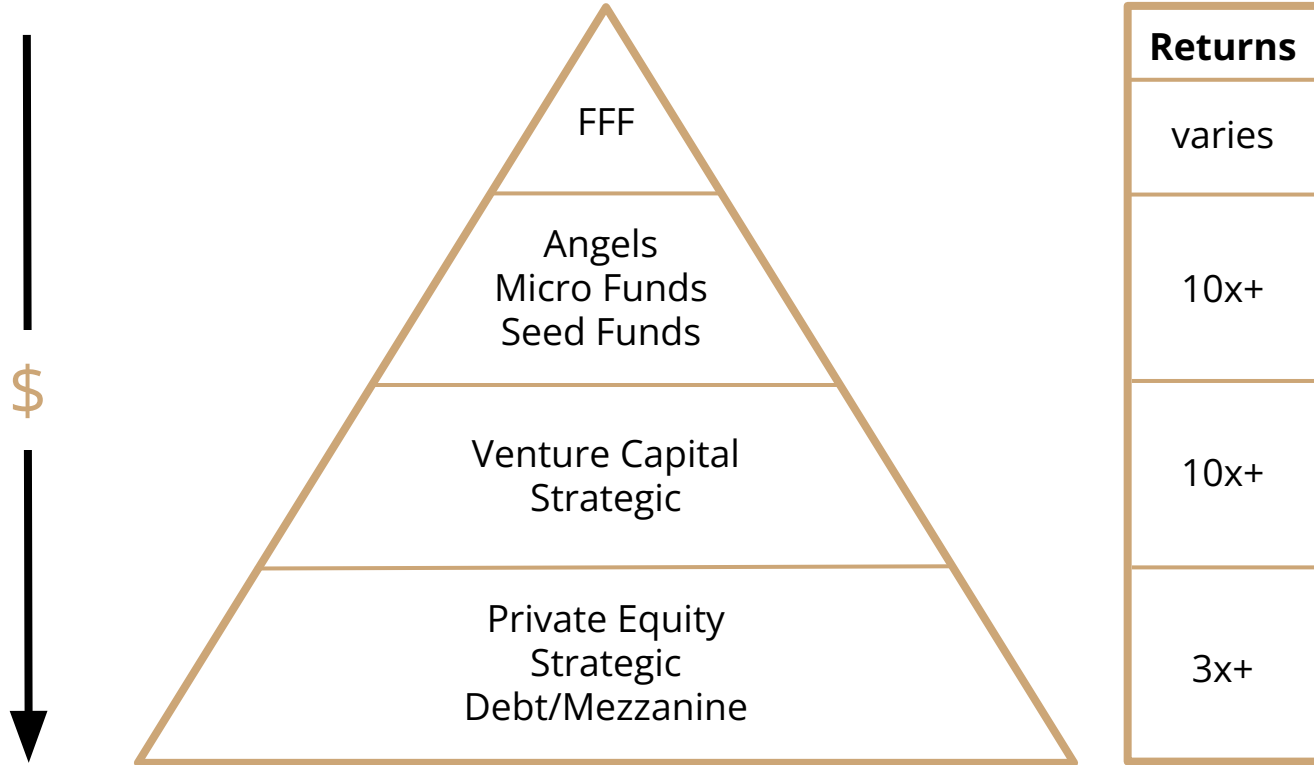 Returns
FFF
varies
Angels
Micro Funds
Seed Funds
10x+
$
Venture Capital
Strategic
10x+
Private Equity
Strategic
Debt/Mezzanine
3x+